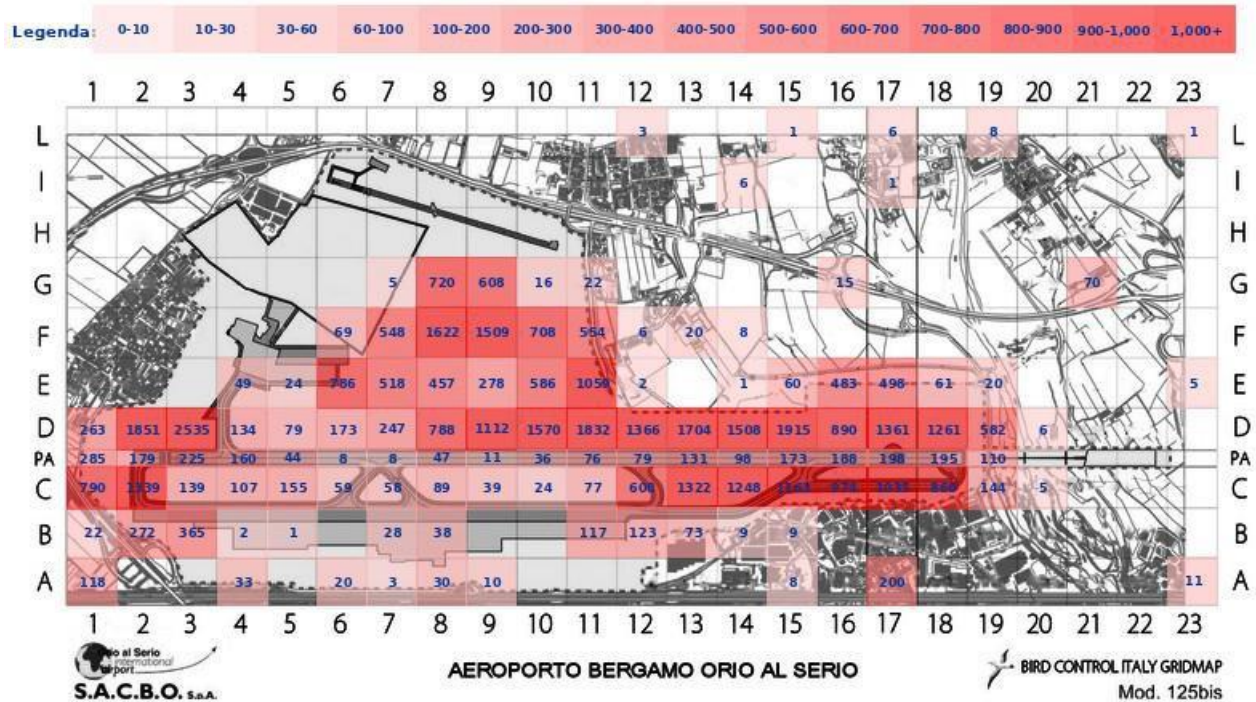 Legenda: 0-10 10-30 30-60 60-100 100-200 200-300 300-400 400-500 500-600 600-700 700-800 800-900 900-1,000 1,000+
1 2 3 4 5 6 7 8 9 10 11 12 13 14 15 16 17 18 19 20 21 22 23
L 3 1 6 8 1 L
I 6 1 I
H H
G 5 720 608 16 22 15 70 G
F 69 548 1622 1509 708 554 6 20 8 F
E 49 24 786 518 457 278 586 1059 2 1 60 483 498 61 20 5 E
D 263 1851 2535 134 79 173 247 788 1112 1570 1832 1366 1704 1508 1915 890 1361 1261 582 6 D
PA 285 179 225 160 44 8 8 47 11 36 76 79 131 98 173 188 198 195 110 PA
C 790 139 107 155 59 58 89 39 24 77 608 1322 1248 144 5 C
B 22 272 365 2 1 28 38 117 123 73 9 9 B
A 118 33 20 3 30 10 8 200 11 A
1 2 3 4 5 6 7 8 9 10 11 12 13 14 15 16 17 18 19 20 21 22 23
Orio al Serio
international
airport
S.A.C.B.O. S.p.A.
AEROPORTO BERGAMO ORIO AL SERIO
BIRD CONTROL ITALY GRIDMAP
Mod. 125bis